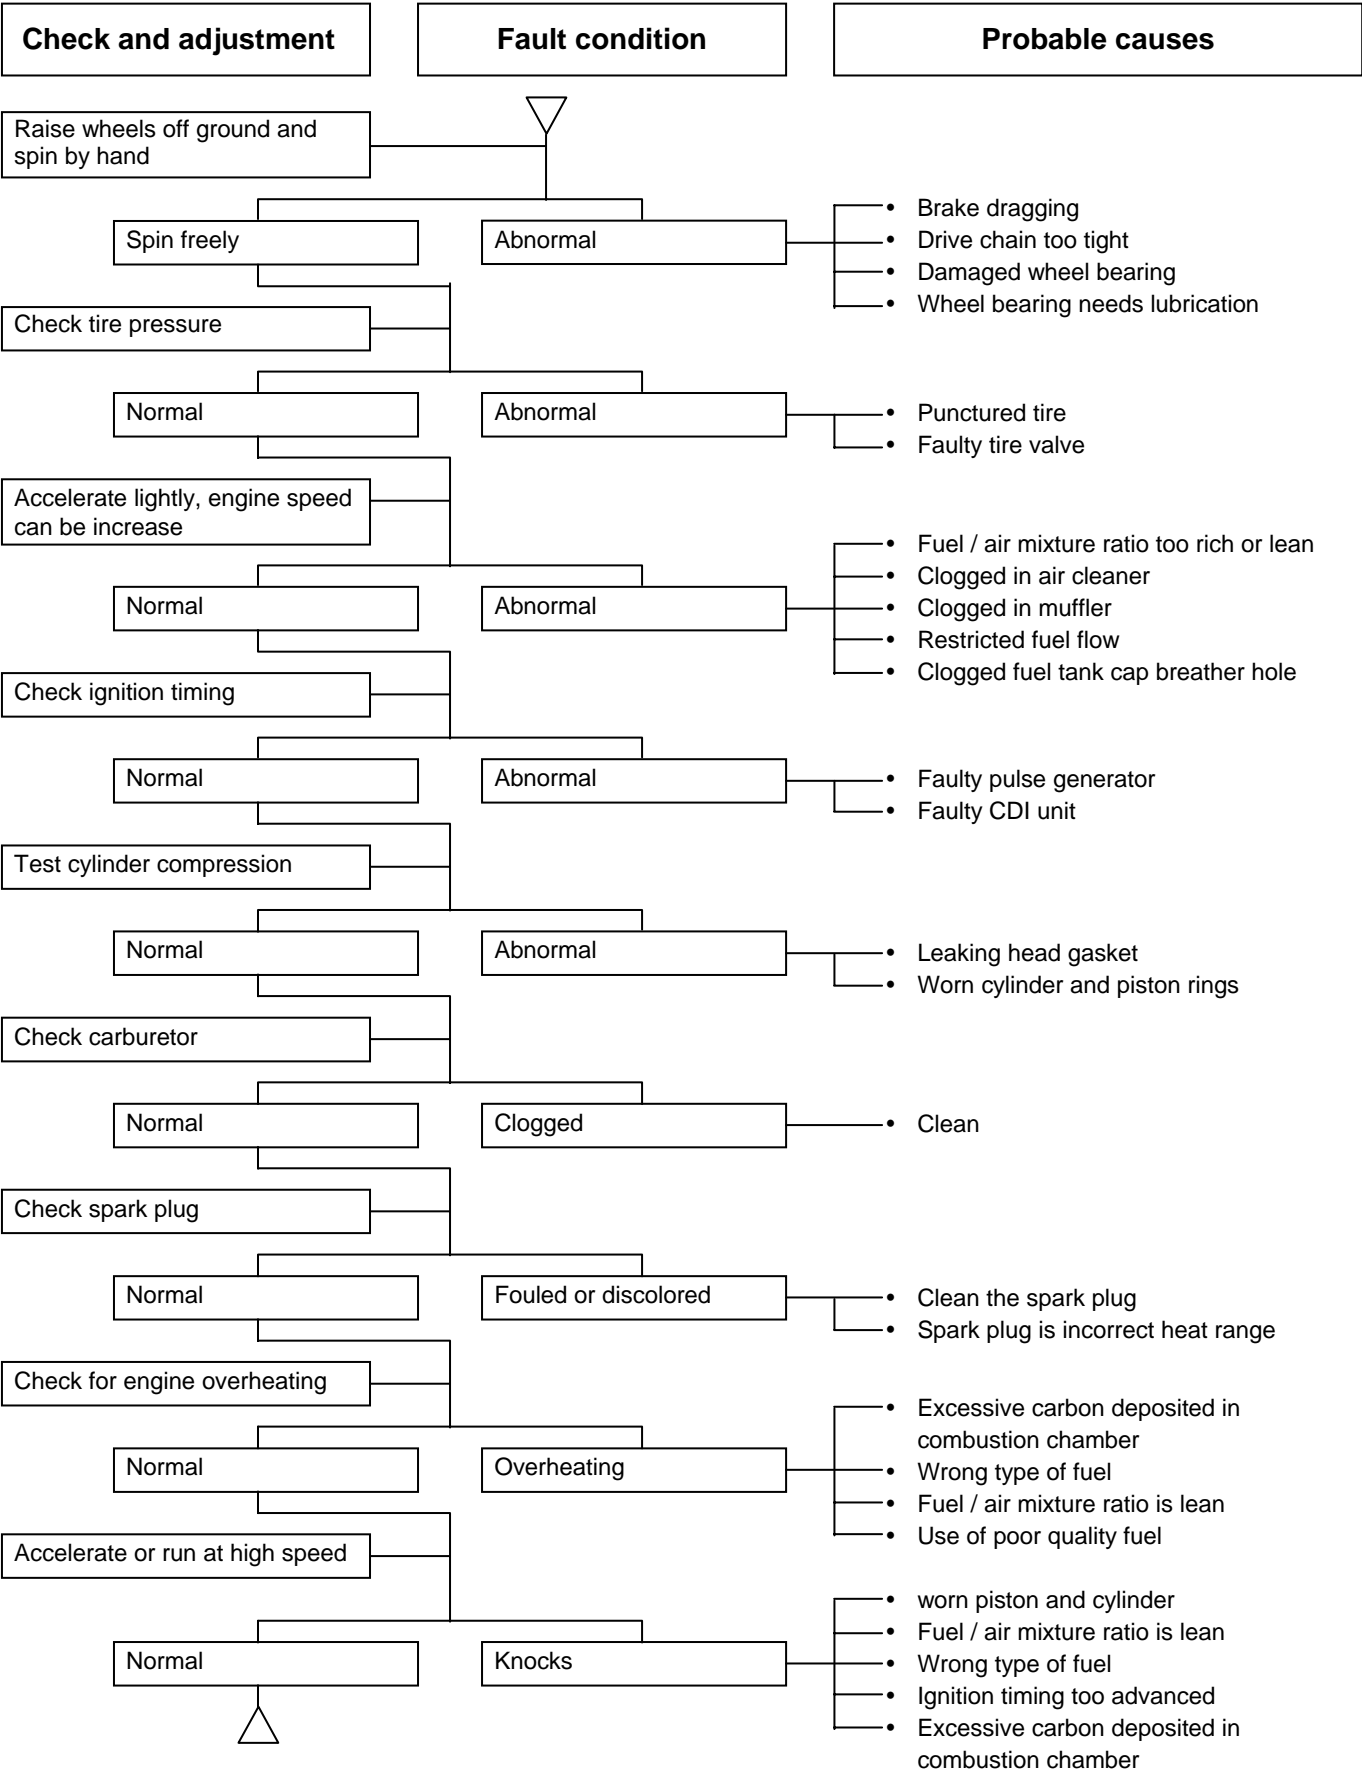 Check and adjustment
Fault condition
Probable causes
Raise wheels off ground and
spin by hand
Spin freely
Abnormal
• Brake dragging
• Drive chain too tight
• Damaged wheel bearing
• Wheel bearing needs lubrication
Check tire pressure
Normal
Abnormal
• Punctured tire
• Faulty tire valve
Accelerate lightly, engine speed
can be increase
Normal
Abnormal
• Fuel / air mixture ratio too rich or lean
• Clogged in air cleaner
• Clogged in muffler
• Restricted fuel flow
• Clogged fuel tank cap breather hole
Check ignition timing
Normal
Abnormal
• Faulty pulse generator
• Faulty CDI unit
Test cylinder compression
Normal
Abnormal
• Leaking head gasket
• Worn cylinder and piston rings
Check carburetor
Normal
Clogged
• Clean
Check spark plug
Normal
Fouled or discolored
• Clean the spark plug
• Spark plug is incorrect heat range
Check for engine overheating
Normal
Overheating
• Excessive carbon deposited in
combustion chamber
• Wrong type of fuel
• Fuel / air mixture ratio is lean
• Use of poor quality fuel
Accelerate or run at high speed
Normal
Knocks
• worn piston and cylinder
• Fuel / air mixture ratio is lean
• Wrong type of fuel
• Ignition timing too advanced
• Excessive carbon deposited in
combustion chamber